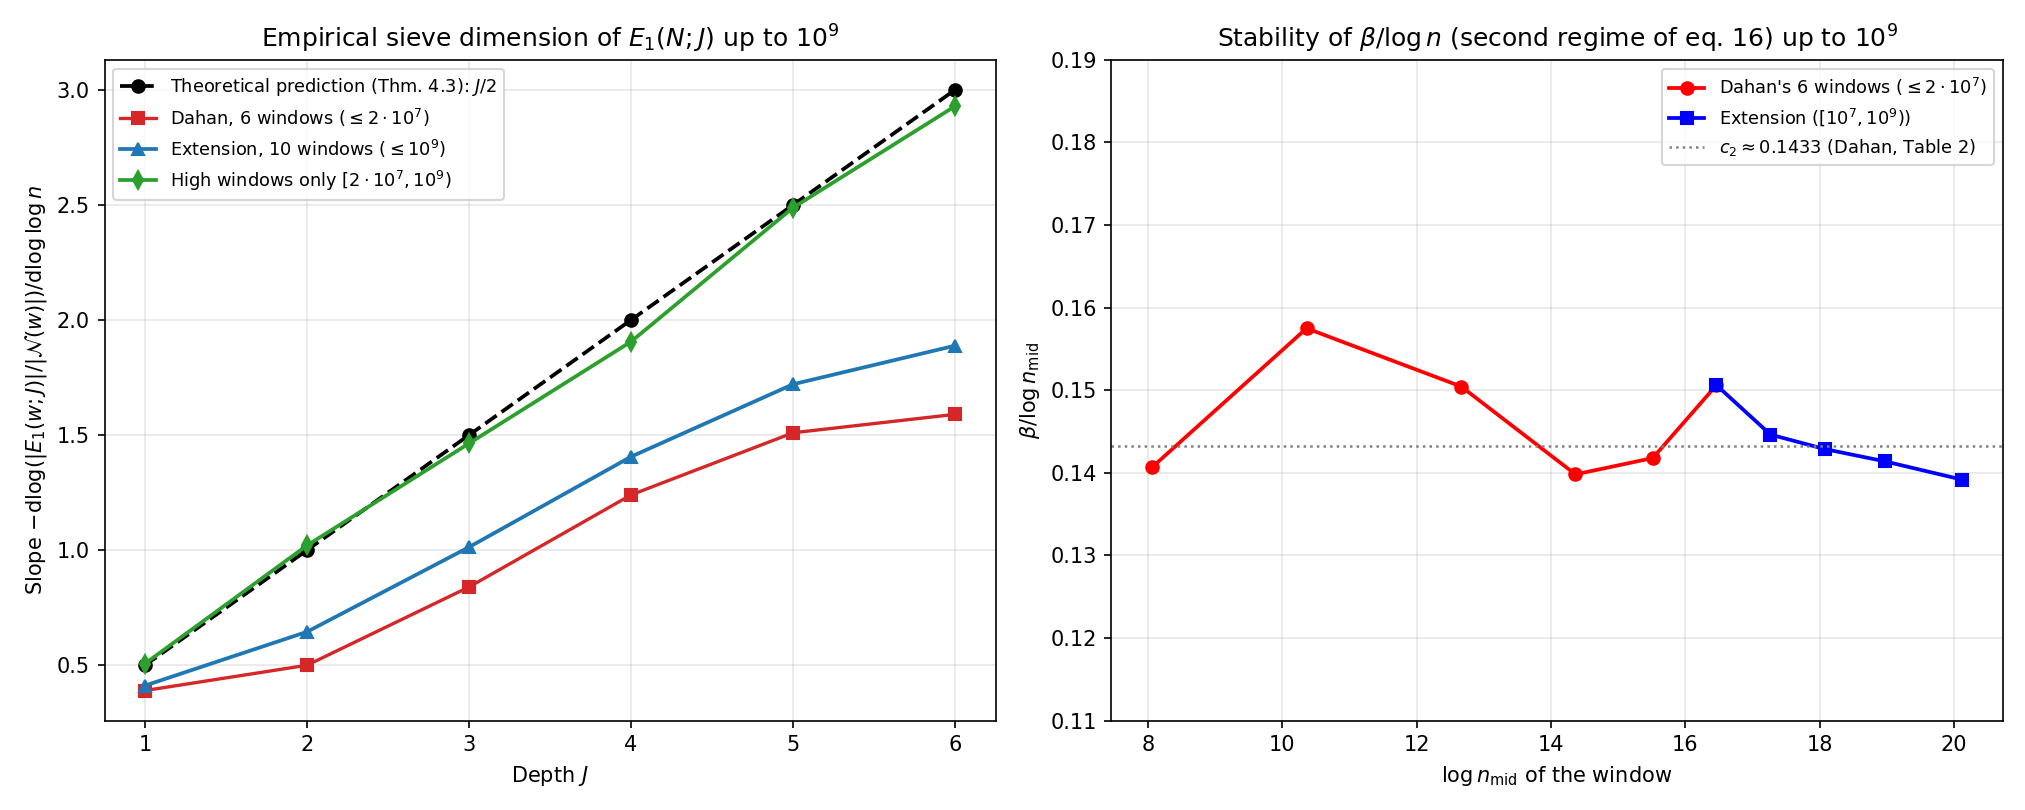 Empirical sieve dimension of E₁(N; J) up to 10⁹
Theoretical prediction (Thm. 4.3): J/2
Dahan, 6 windows (≤ 2 · 10⁷)
Extension, 10 windows (≤ 10⁹)
High windows only [2 · 10⁷, 10⁹)
Slope −dlog(|E₁(w; J)|/|𝒩(w)|)/dlog log n
3.0
2.5
2.0
1.5
1.0
0.5
1 2 3 4 5 6
Depth J
Stability of β/log n (second regime of eq. 16) up to 10⁹
Dahan's 6 windows (≤ 2 · 10⁷)
Extension ([10⁷, 10⁹))
c₂ ≈ 0.1433 (Dahan, Table 2)
β/log n_mid
0.19
0.18
0.17
0.16
0.15
0.14
0.13
0.12
0.11
8 10 12 14 16 18 20
log n_mid of the window